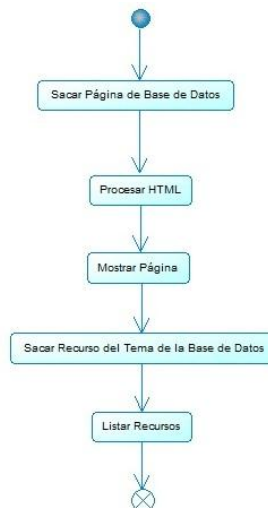 Sacar Página de Base de Datos
Procesar HTML
Mostrar Página
Sacar Recurso del Tema de la Base de Datos
Listar Recursos